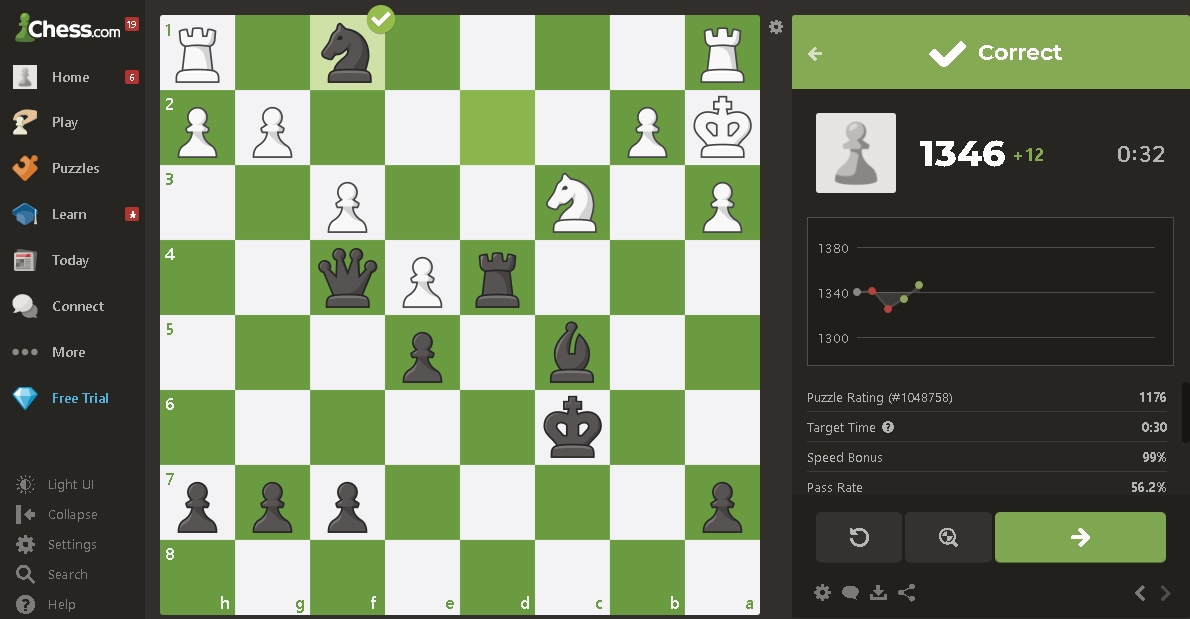 Chess.com 19
Home 6
Play
Puzzles
Learn
Today
Connect
More
Free Trial
Light UI
Collapse
Settings
Search
Help
1
2
3
4
5
6
7
8
h g f e d c b a
Correct
1346 +12 0:32
1380
1340
1300
Puzzle Rating (#1048758) 1176
Target Time ? 0:30
Speed Bonus 99%
Pass Rate 56.2%